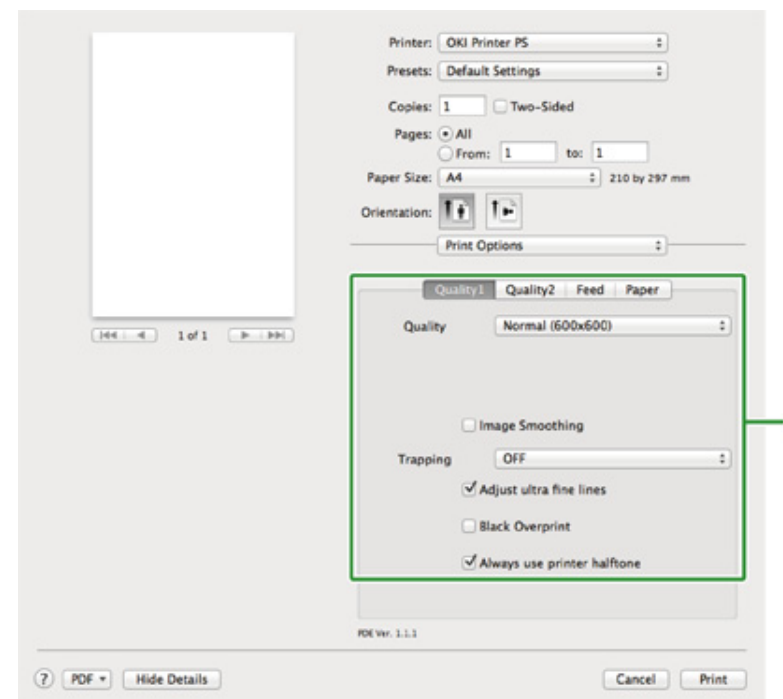 Printer: OKI Printer PS
Presets: Default Settings
Copies: 1 Two-Sided
Pages: All
From: 1 to: 1
Paper Size: A4 210 by 297 mm
Orientation:
Print Options
Quality1 Quality2 Feed Paper
Quality Normal (600x600)
1 of 1
Image Smoothing
Trapping OFF
Adjust ultra fine lines
Black Overprint
Always use printer halftone
PDE Ver. 1.1.1
? PDF Hide Details Cancel Print